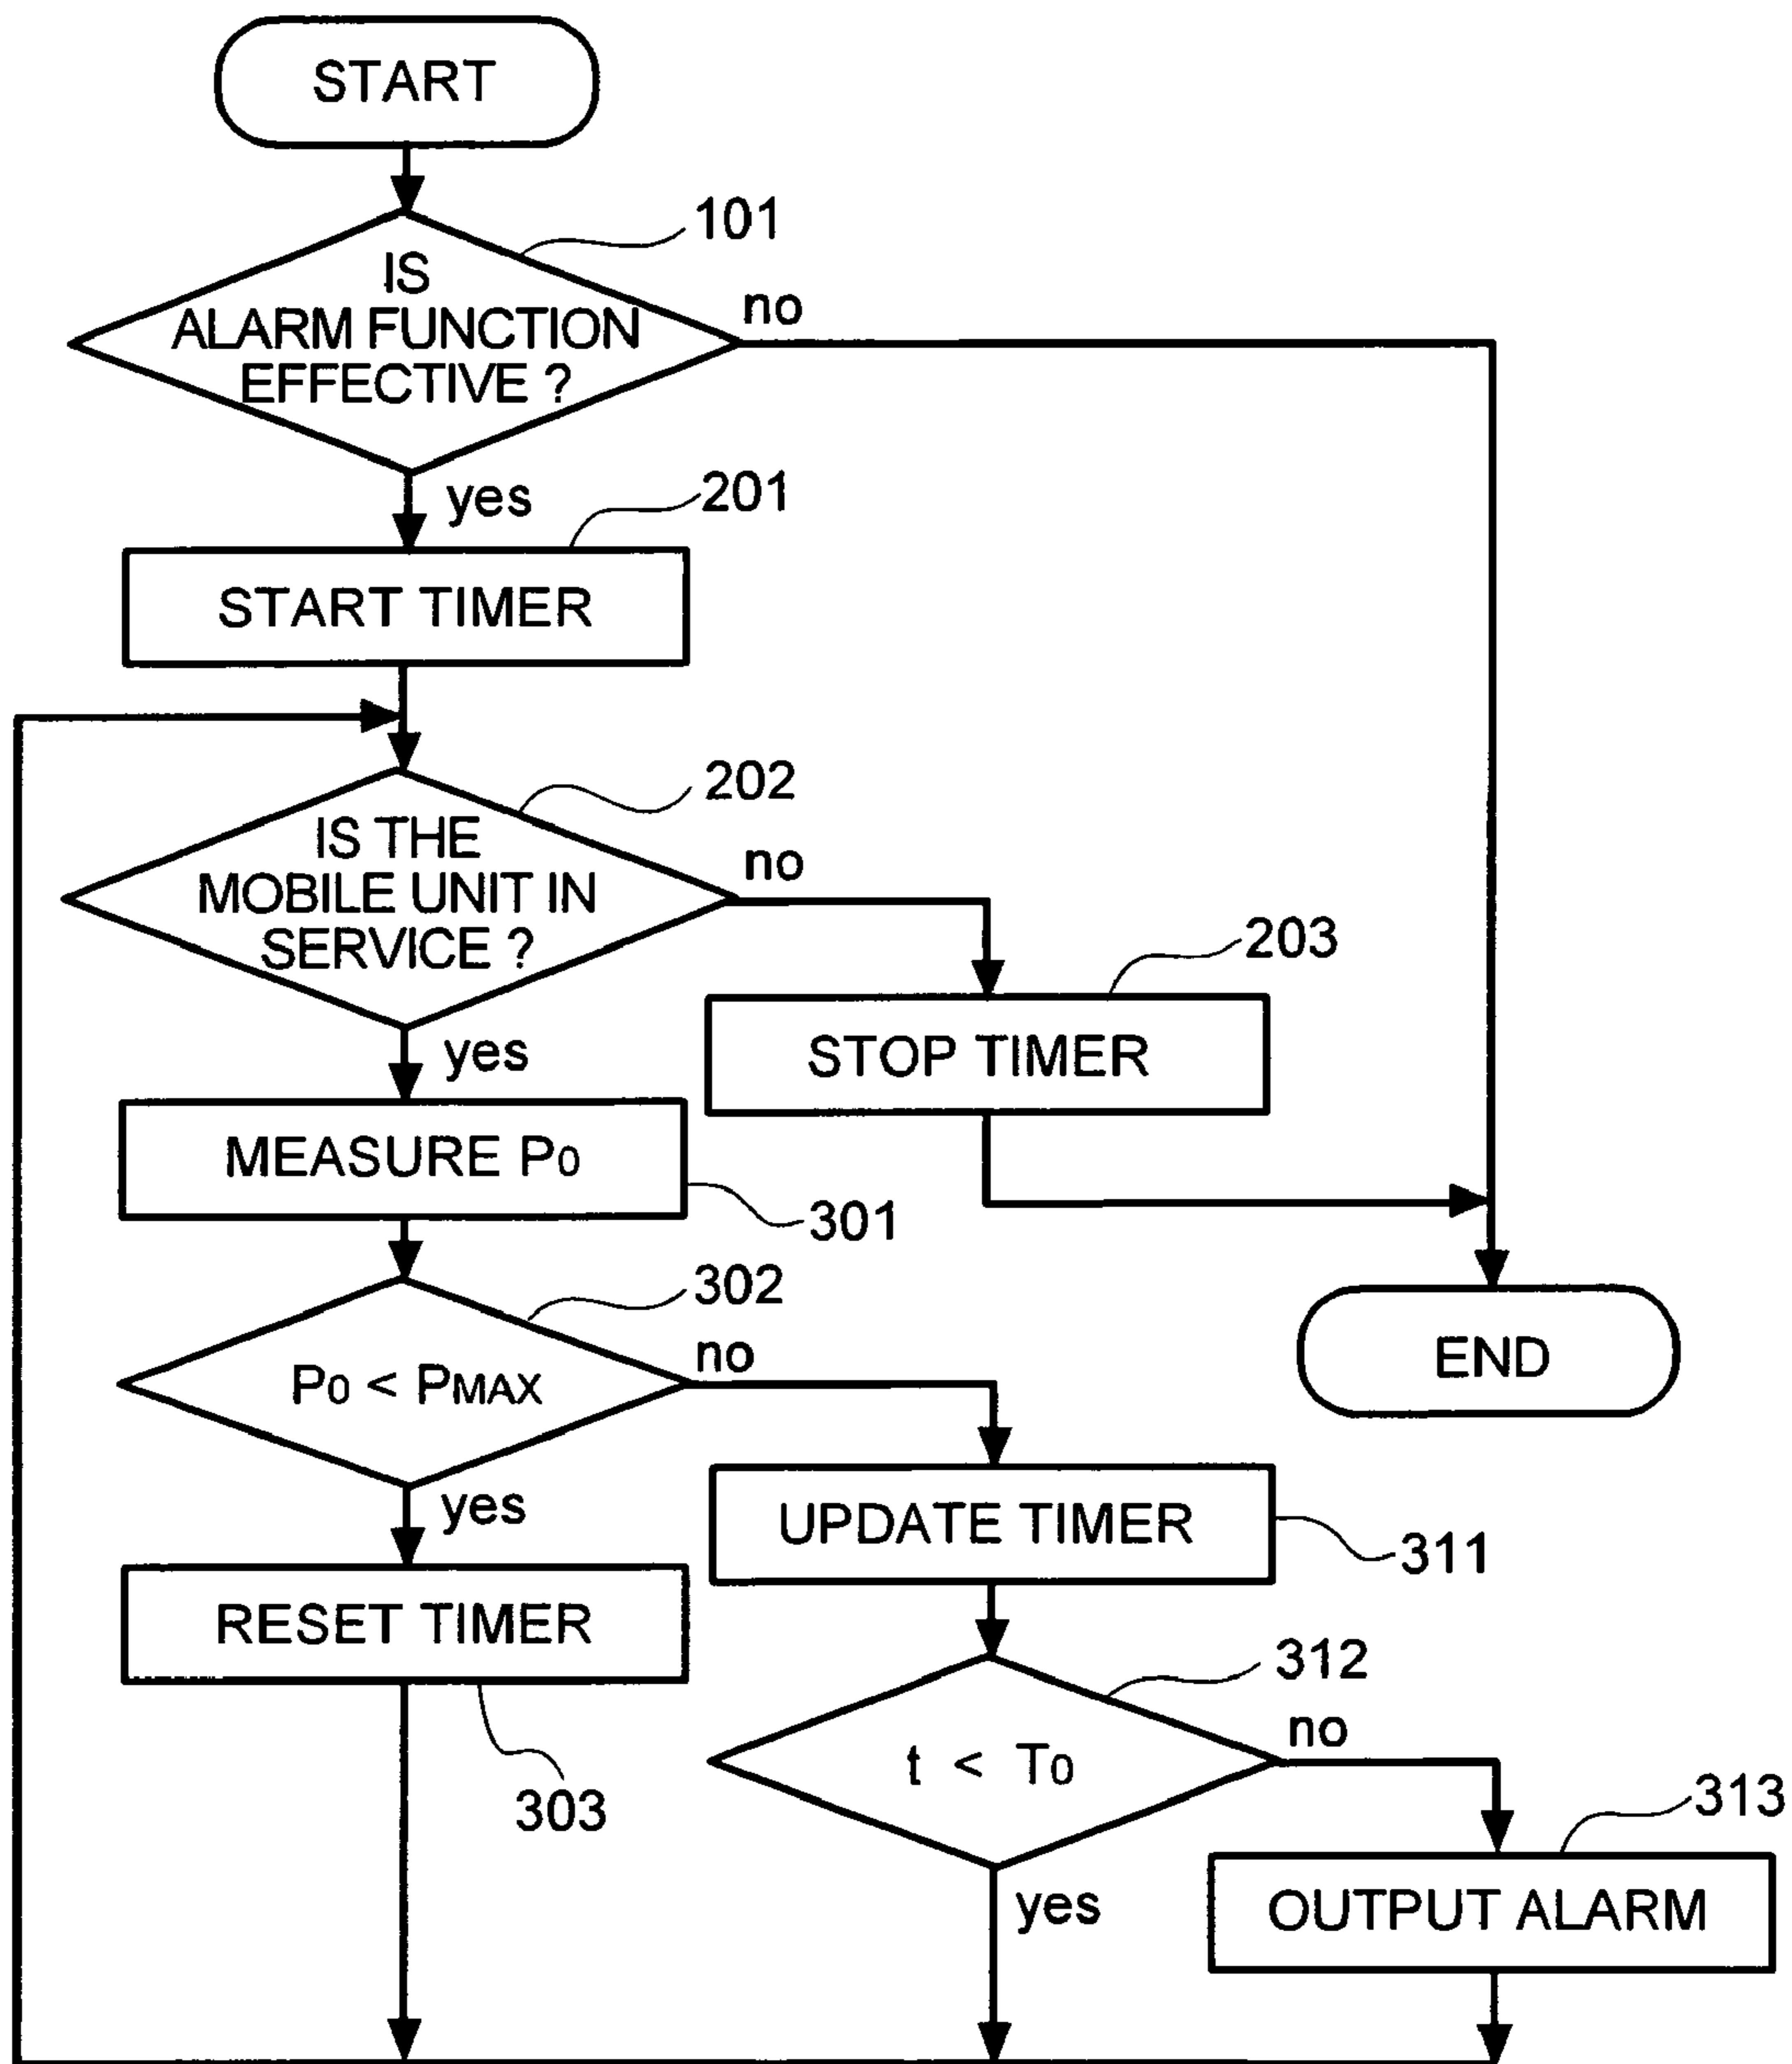 START
101
IS
ALARM FUNCTION
EFFECTIVE ?
no
yes
201
START TIMER
202
IS THE
MOBILE UNIT IN
SERVICE ?
no
203
STOP TIMER
yes
MEASURE P0
301
302
P0 < PMAX
no
END
yes
UPDATE TIMER
311
RESET TIMER
303
312
t < T0
no
313
yes
OUTPUT ALARM